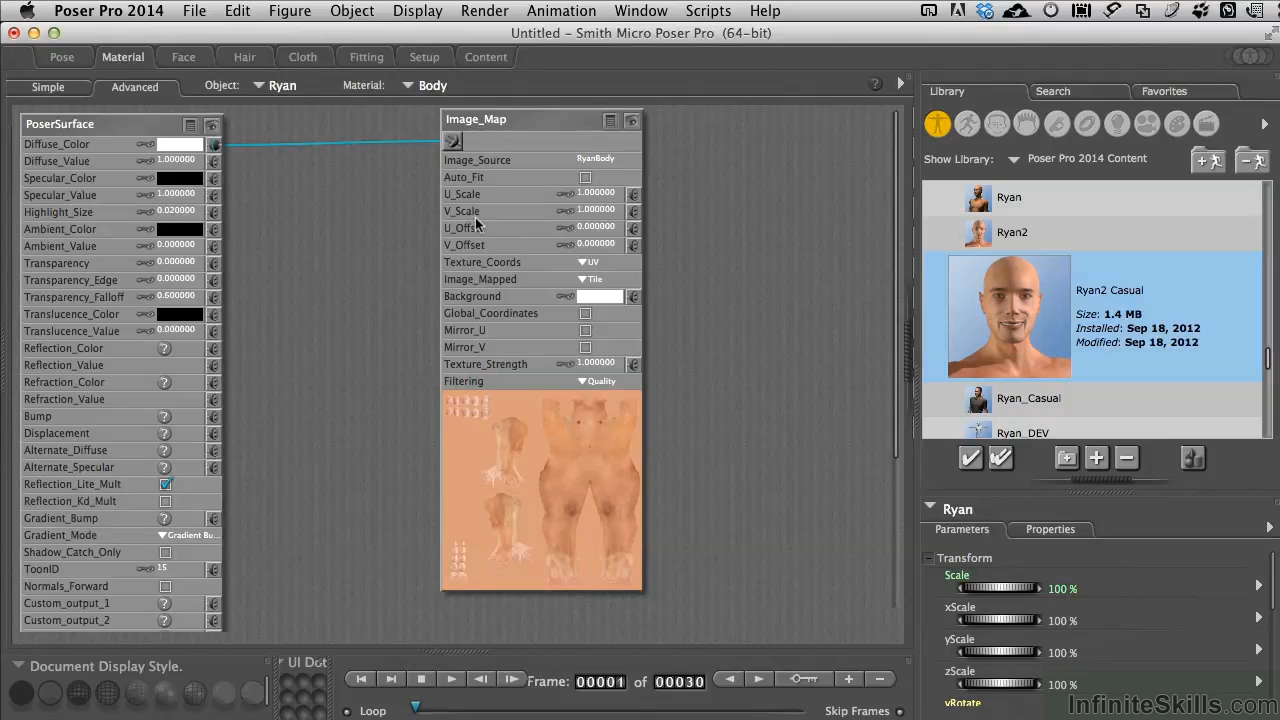 Poser Pro 2014 File Edit Figure Object Display Render Animation Window Scripts Help
Untitled - Smith Micro Poser Pro (64-bit)
Pose Material Face Hair Cloth Fitting Setup Content
Simple Advanced Object: Ryan Material: Body ?
PoserSurface
Diffuse_Color
Diffuse_Value 1.000000
Specular_Color
Specular_Value 1.000000
Highlight_Size 0.020000
Ambient_Color
Ambient_Value 0.000000
Transparency 0.000000
Transparency_Edge 0.000000
Transparency_Falloff 0.600000
Translucence_Color
Translucence_Value 0.000000
Reflection_Color ?
Reflection_Value
Refraction_Color ?
Refraction_Value
Bump ?
Displacement ?
Alternate_Diffuse ?
Alternate_Specular ?
Reflection_Lite_Mult
Reflection_Kd_Mult
Gradient_Bump ?
Gradient_Mode Gradient Bu...
Shadow_Catch_Only
ToonID 15
Normals_Forward
Custom_output_1 ?
Custom_output_2 ?
Image_Map
Image_Source RyanBody
Auto_Fit
U_Scale 1.000000
V_Scale 1.000000
U_Offs 0.000000
V_Offset 0.000000
Texture_Coords UV
Image_Mapped Tile
Background
Global_Coordinates
Mirror_U
Mirror_V
Texture_Strength 1.000000
Filtering Quality
Library Search Favorites
Show Library: Poser Pro 2014 Content
Ryan
Ryan2
Ryan2 Casual
Size: 1.4 MB
Installed: Sep 18, 2012
Modified: Sep 18, 2012
Ryan_Casual
Ryan_DEV
Ryan
Parameters Properties
Transform
Scale
100 %
xScale
100 %
yScale
100 %
zScale
100 %
yRotate
Document Display Style.
UI Dot
Frame: 00001 of 00030
Loop Skip Frames
InfiniteSkills.com